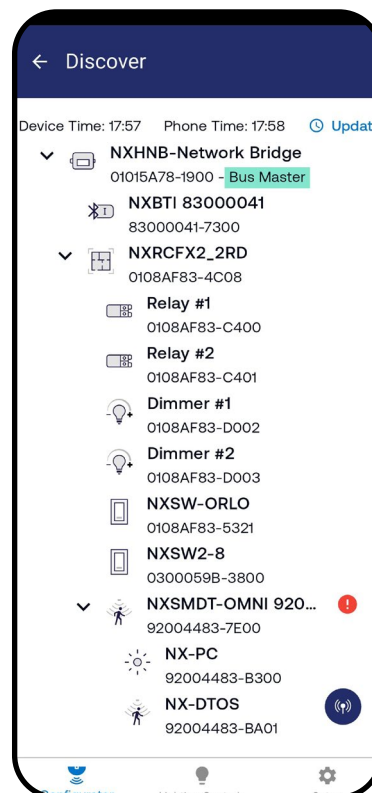 Discover
Device Time: 17:57 Phone Time: 17:58
NXHNB-Network Bridge
01015A78-1900 - Bus Master
NXBTI 83000041
83000041-7300
NXRCFX2_2RD
0108AF83-4C08
Relay #1
0108AF83-C400
Relay #2
0108AF83-C401
Dimmer #1
0108AF83-D002
Dimmer #2
0108AF83-D003
NXSW-ORLO
0108AF83-5321
NXSW2-8
0300059B-3800
NXSMDT-OMNI 920...
92004483-7E00
NX-PC
92004483-B300
NX-DTOS
92004483-BA01